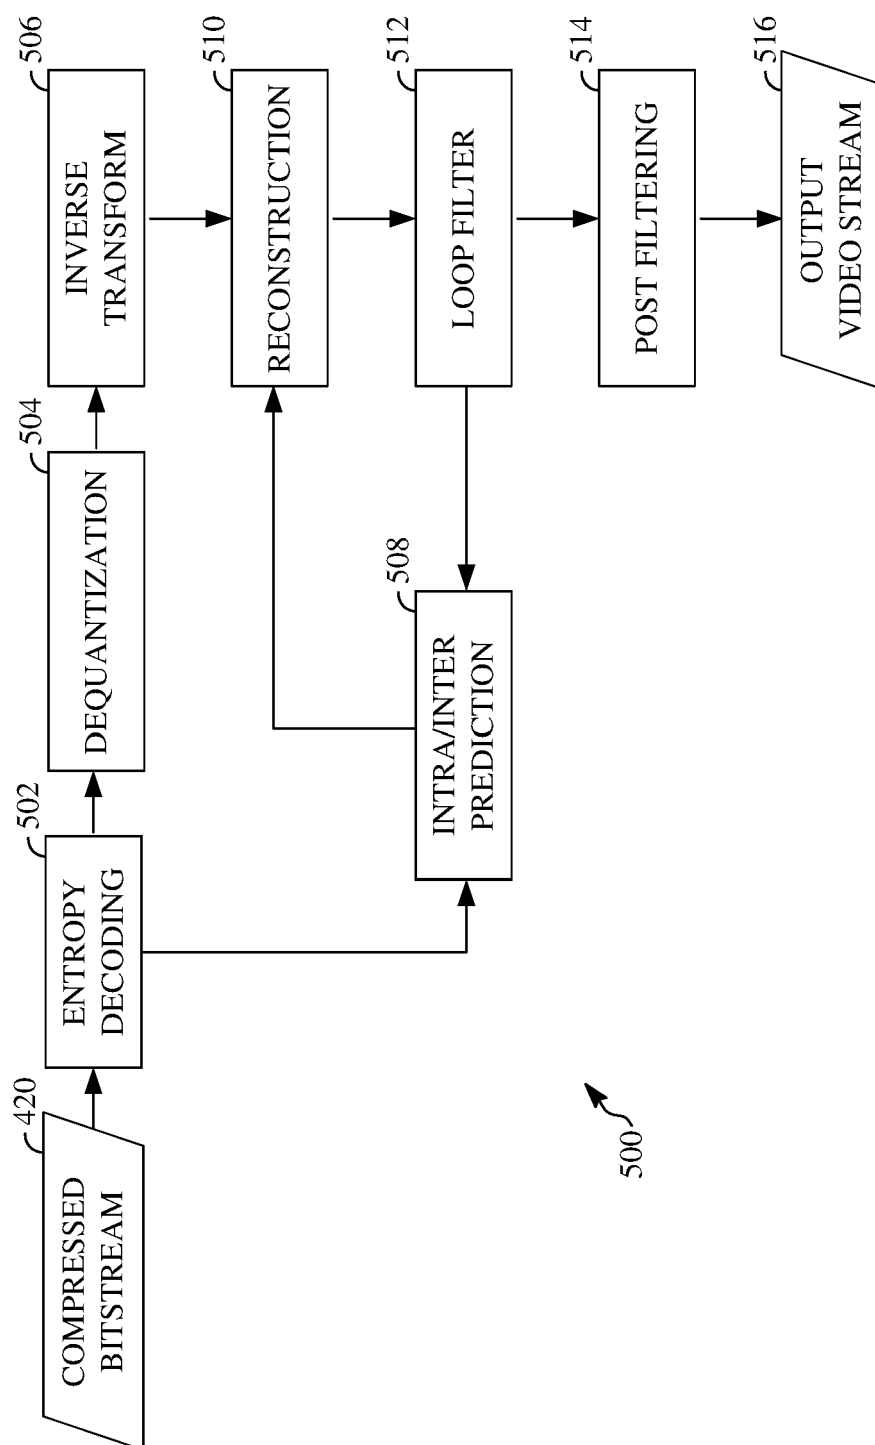 420
COMPRESSED
BITSTREAM
502
ENTROPY
DECODING
504
DEQUANTIZATION
506
INVERSE
TRANSFORM
508
INTRA/INTER
PREDICTION
510
RECONSTRUCTION
512
LOOP FILTER
514
POST FILTERING
516
OUTPUT
VIDEO STREAM
500